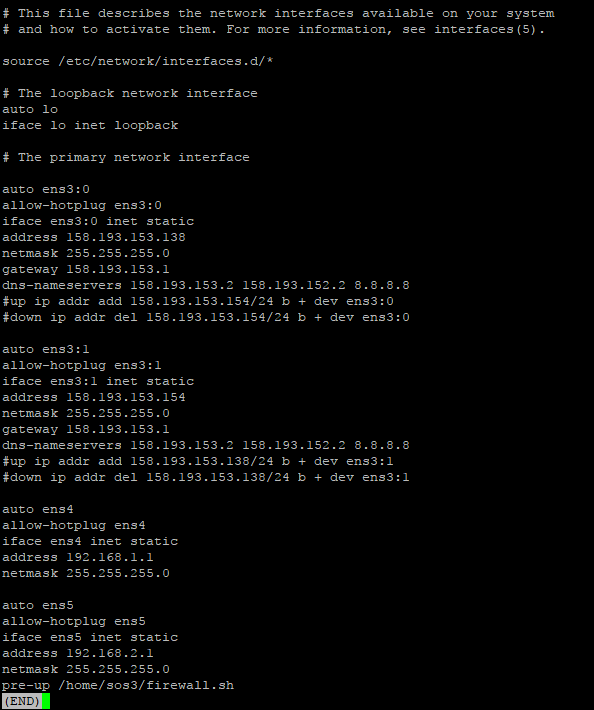 # This file describes the network interfaces available on your system
# and how to activate them. For more information, see interfaces(5).
source /etc/network/interfaces.d/*
# The loopback network interface
auto lo
iface lo inet loopback
# The primary network interface
auto ens3:0
allow-hotplug ens3:0
iface ens3:0 inet static
address 158.193.153.138
netmask 255.255.255.0
gateway 158.193.153.1
dns-nameservers 158.193.153.2 158.193.152.2 8.8.8.8
#up ip addr add 158.193.153.154/24 b + dev ens3:0
#down ip addr del 158.193.153.154/24 b + dev ens3:0
auto ens3:1
allow-hotplug ens3:1
iface ens3:1 inet static
address 158.193.153.154
netmask 255.255.255.0
gateway 158.193.153.1
dns-nameservers 158.193.153.2 158.193.152.2 8.8.8.8
#up ip addr add 158.193.153.138/24 b + dev ens3:1
#down ip addr del 158.193.153.138/24 b + dev ens3:1
auto ens4
allow-hotplug ens4
iface ens4 inet static
address 192.168.1.1
netmask 255.255.255.0
auto ens5
allow-hotplug ens5
iface ens5 inet static
address 192.168.2.1
netmask 255.255.255.0
pre-up /home/sos3/firewall.sh
(END)